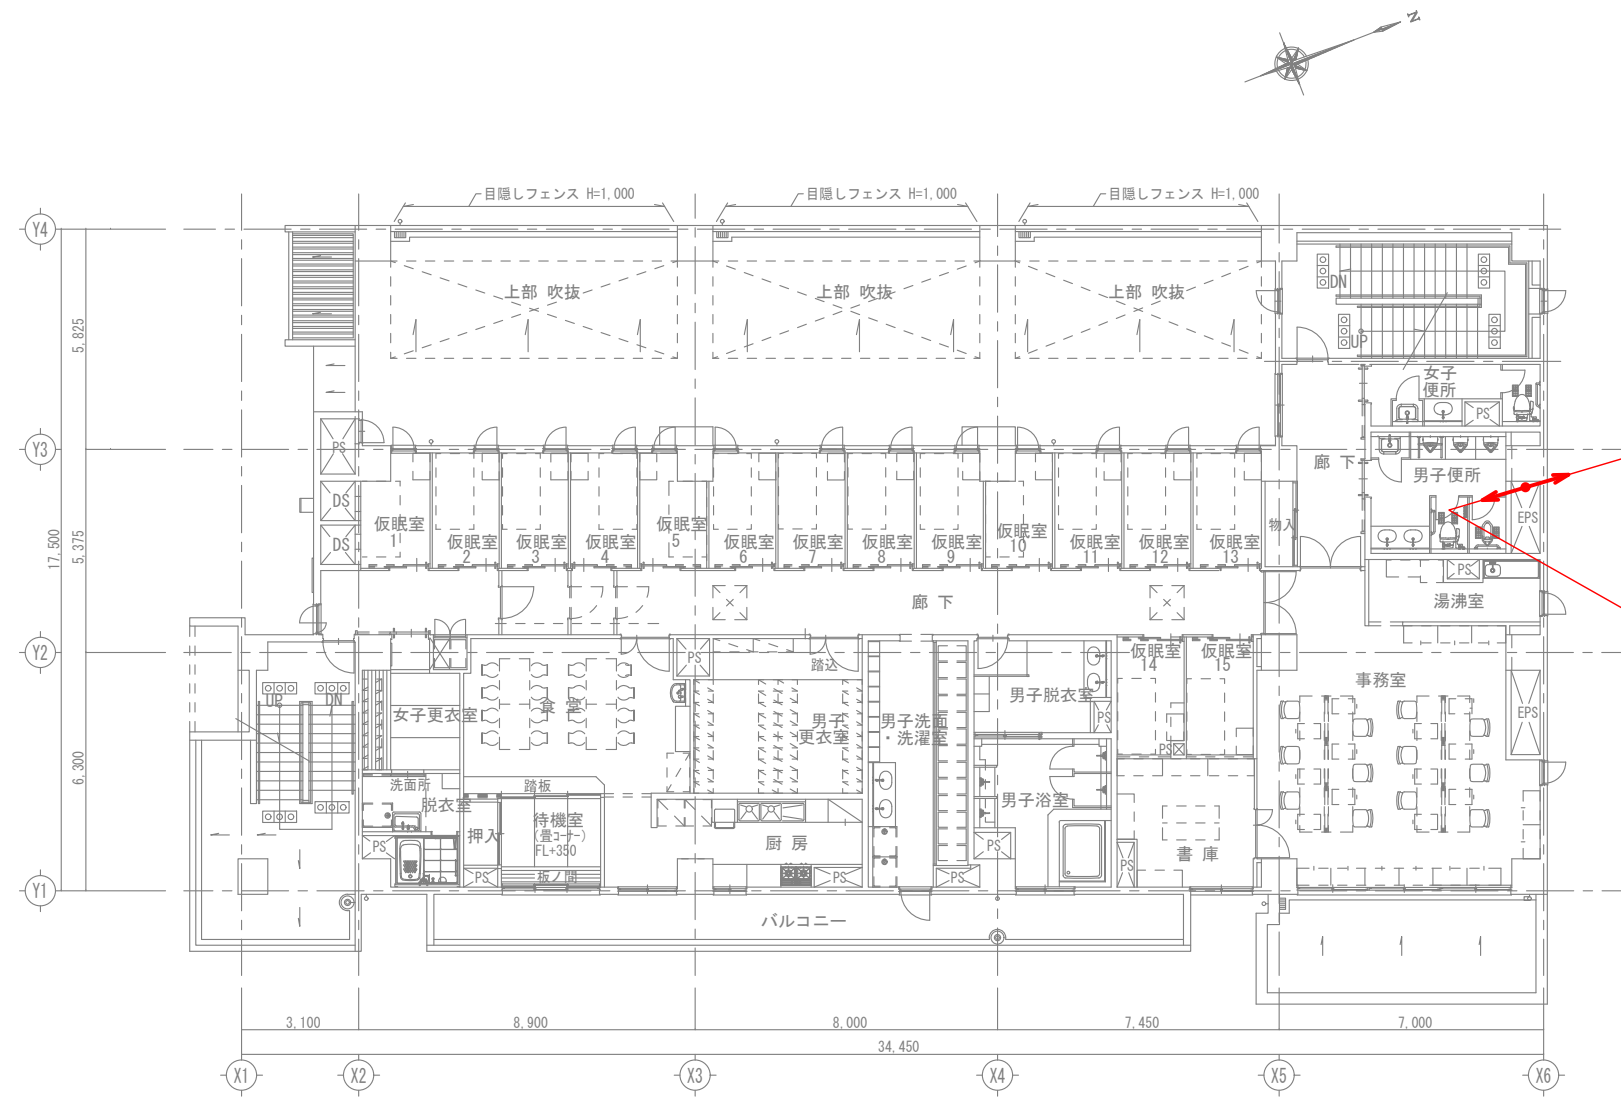 N
目隠しフェンス H=1,000
目隠しフェンス H=1,000
目隠しフェンス H=1,000
Y4
上部 吹抜
上部 吹抜
上部 吹抜
DN
UP
5,825
女子
便所
PS
Y3
PS
廊 下
男子便所
DS
DS
EPS
17,500
5,375
仮眠室
1
仮眠室
2
仮眠室
3
仮眠室
4
仮眠室
5
仮眠室
6
仮眠室
7
仮眠室
8
仮眠室
9
仮眠室
10
仮眠室
11
仮眠室
12
仮眠室
13
物入
PS
湯沸室
廊 下
Y2
PS
踏込
仮眠室
14
仮眠室
15
事務室
UP
DN
女子更衣室
食 堂
男子
更衣室
男子洗面
・洗濯室
男子脱衣室
PS
PS
EPS
6,300
洗面所
脱衣室
踏板
待機室
(畳コーナー)
FL+350
押入
板ノ間
PS
PS
厨 房
PS
PS
PS
男子浴室
PS
書 庫
Y1
バルコニー
3,100
8,900
8,000
7,450
7,000
34,450
X1
X2
X3
X4
X5
X6